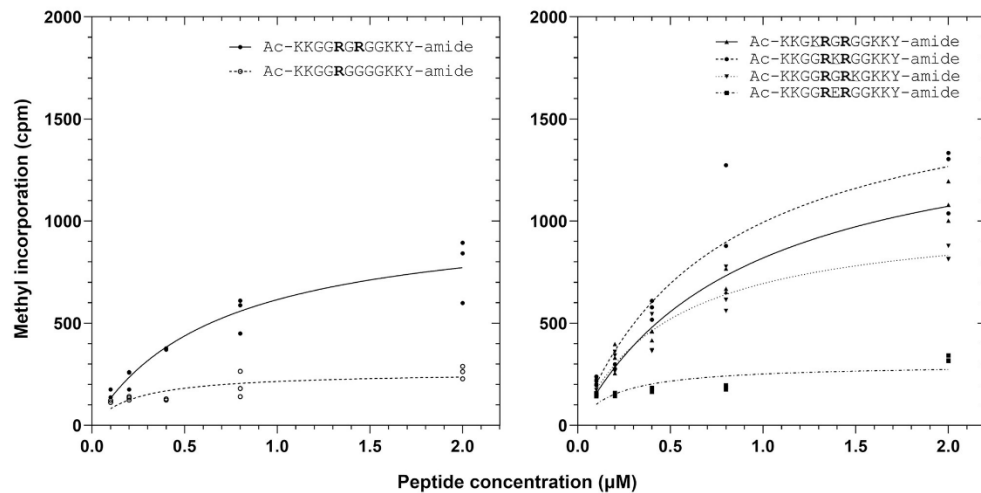 2000
1500
1000
500
0
0.0 0.5 1.0 1.5 2.0
Methyl incorporation (cpm)
Ac-KKGGRGRGGKKY-amide
Ac-KKGGRGGGGKKY-amide
2000
1500
1000
500
0
0.0 0.5 1.0 1.5 2.0
Ac-KKGKRGRGGKKY-amide
Ac-KKGGRKRGGKKY-amide
Ac-KKGGRGRKGKKY-amide
Ac-KKGGRERGGKKY-amide
Peptide concentration (µM)